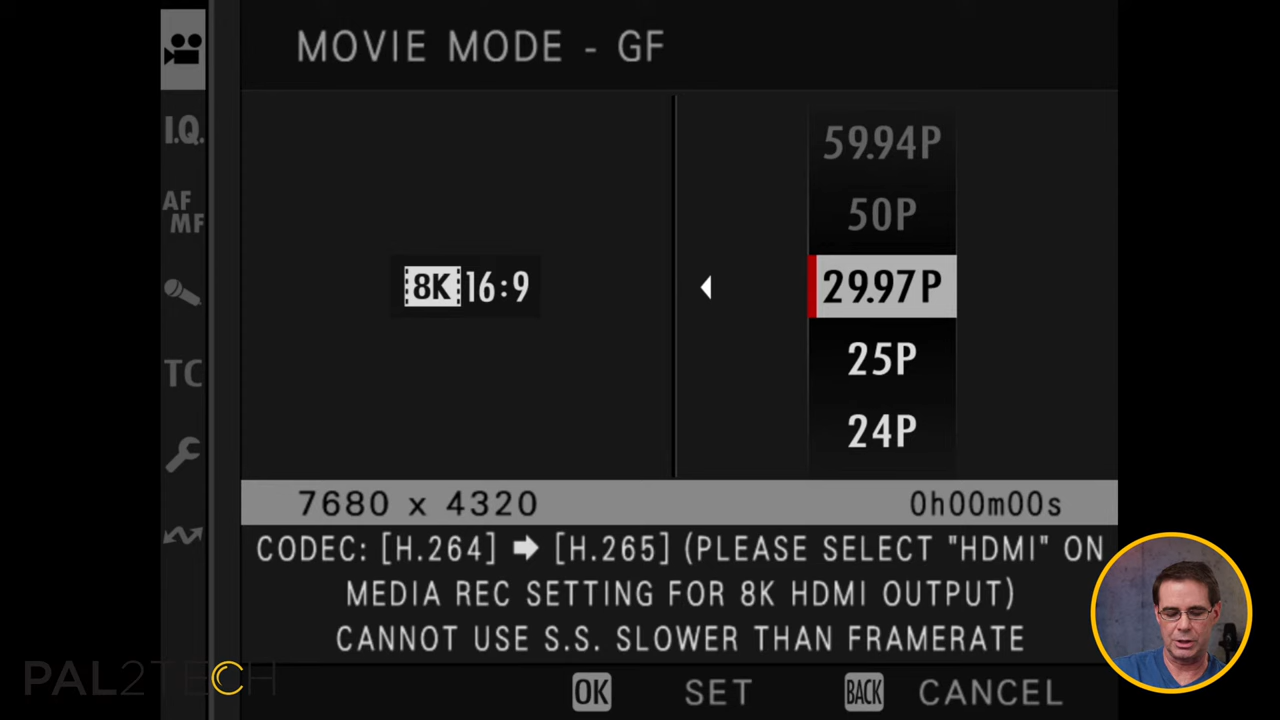 MOVIE MODE - GF
I.Q.
AF
MF
TC
8K 16:9
59.94P
50P
29.97P
25P
24P
7680 x 4320 0h00m00s
CODEC: [H.264] ➡ [H.265] (PLEASE SELECT "HDMI" ON
MEDIA REC SETTING FOR 8K HDMI OUTPUT)
CANNOT USE S.S. SLOWER THAN FRAMERATE
OK SET BACK CANCEL
PAL2TECH